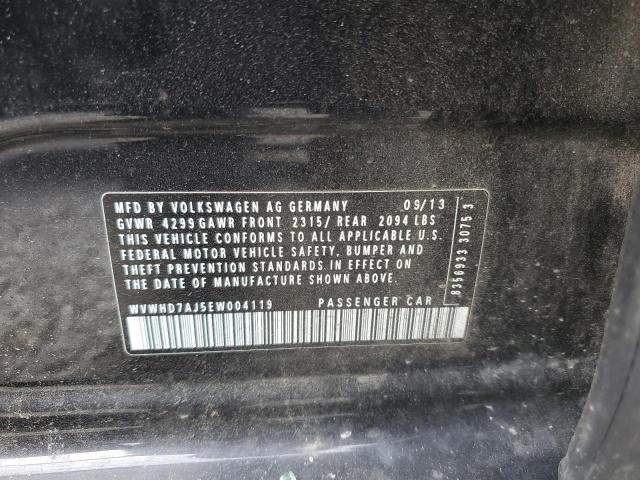 MFD BY VOLKSWAGEN AG GERMANY 09/13
GVWR 4299 GAWR FRONT 2315/ REAR 2094 LBS
THIS VEHICLE CONFORMS TO ALL APPLICABLE U.S.
FEDERAL MOTOR VEHICLE SAFETY, BUMPER AND
THEFT PREVENTION STANDARDS IN EFFECT ON
THE DATE OF MANUFACTURE SHOWN ABOVE.
WVWHD7AJ5EW004119 PASSENGER CAR
8356933 3075 3